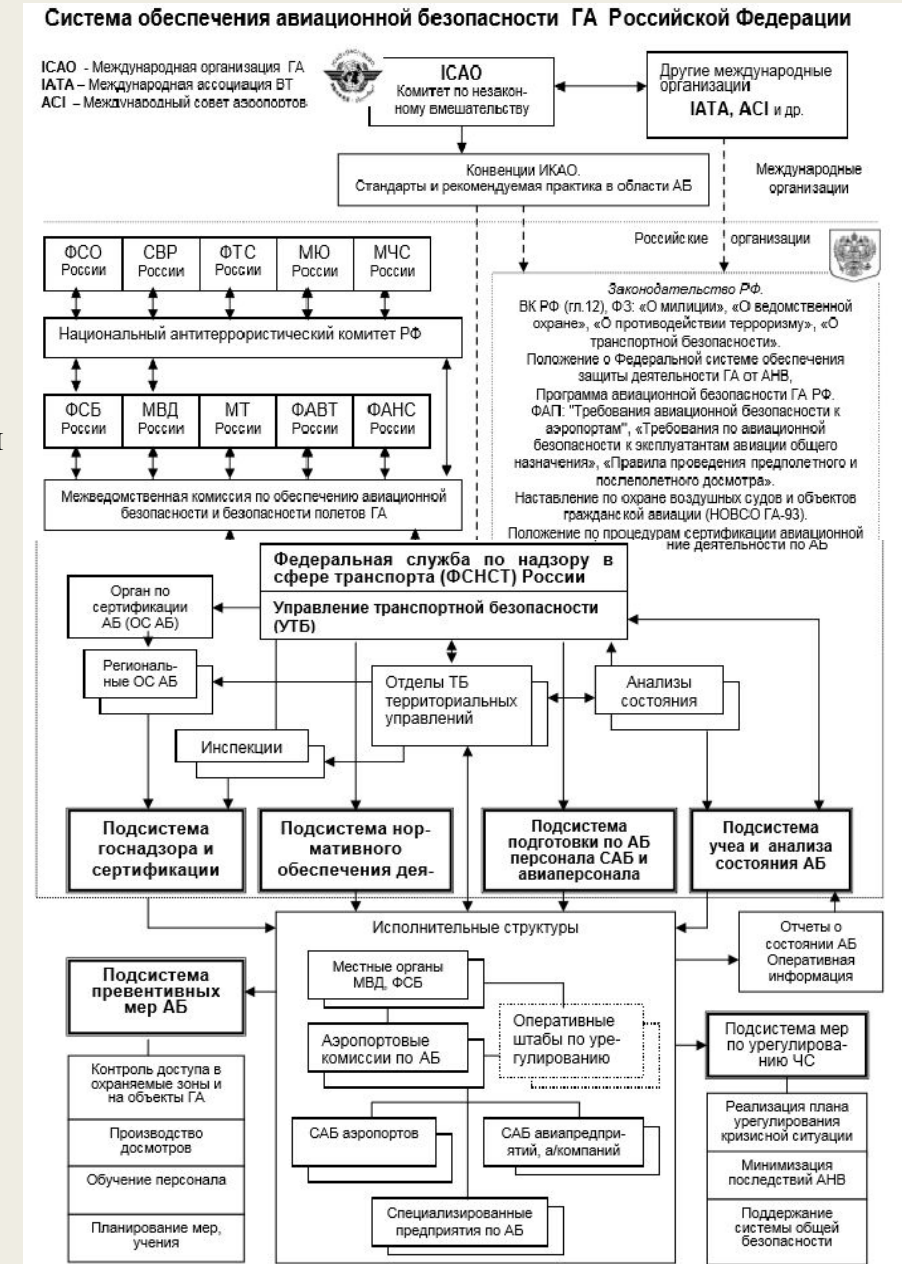 Система обеспечения авиационной безопасности ГА Российской Федерации
ICAO - Международная организация ГА
IATA – Международная ассоциация ВТ
ACI – Международный совет аэропортов
ICAO
Комитет по незакон-
ному вмешательству
Другие международные
организации
IATA, ACI и др.
Конвенции ИКАО.
Стандарты и рекомендуемая практика в области АБ
Международные
организации
Российские организации
ФСО
России
СВР
России
ФТС
России
МЮ
России
МЧС
России
Национальный антитеррористический комитет РФ
ФСБ
России
МВД
России
МТ
России
ФАВТ
России
ФАНС
России
Межведомственная комиссия по обеспечению авиационной
безопасности и безопасности полетов ГА
Законодательство РФ.
ВК РФ (гл.12), ФЗ: «О милиции», «О ведомственной
охране», «О противодействии терроризму», «О
транспортной безопасности».
Положение о Федеральной системе обеспечения
защиты деятельности ГА от АНВ,
Программа авиационной безопасности ГА РФ.
ФАП: "Требования авиационной безопасности к
аэропортам", «Требования по авиационной
безопасности к эксплуатантам авиации общего
назначения», «Правила проведения предполетного и
послеполетного досмотра».
Наставление по охране воздушных судов и объектов
гражданской авиации (НОВСО ГА-93).
Положение по процедурам сертификации авиационной
ние деятельности по АБ
Федеральная служба по надзору в
сфере транспорта (ФСНСТ) России
Управление транспортной безопасности
(УТБ)
Орган по
сертификации
АБ (ОС АБ)
Региональ-
ные ОС АБ
Отделы ТБ
территориальных
управлений
Анализы
состояния
Инспекции
Подсистема
госнадзора и
сертификации
Подсистема нор-
мативного
обеспечения дея-
Подсистема
подготовки по АБ
персонала САБ и
авиаперсонала
Подсистема
учеа и анализа
состояния АБ
Исполнительные структуры
Отчеты о
состоянии АБ
Оперативная
информация
Местные органы
МВД, ФСБ
Подсистема
превентивных
мер АБ
Аэропортовые
комиссии по АБ
Оперативные
штабы по уре-
гулированию
Подсистема мер
по урегулирова-
нию ЧС
Контроль доступа в
охраняемые зоны и
на объекты ГА
Производство
досмотров
Обучение персонала
Планирование мер,
учения
САБ аэропортов
САБ авиапредпри-
ятий, а/компаний
Специализированные
предприятия по АБ
Реализация плана
урегулирования
кризисной ситуации
Минимизация
последствий АНВ
Поддержание
системы общей
безопасности